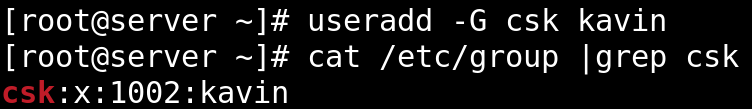 [root@server ~]# useradd -G csk kavin
[root@server ~]# cat /etc/group |grep csk
csk:x:1002:kavin